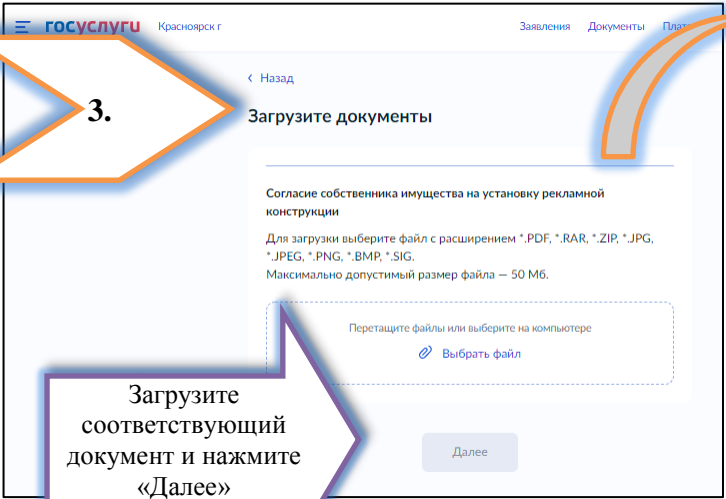 госуслуги Красноярск г Заявления Документы
Назад
3.
Загрузите документы
Согласие собственника имущества на установку рекламной
конструкции
Для загрузки выберите файл с расширением *.PDF, *.RAR, *.ZIP, *.JPG,
*.JPEG, *.PNG, *.BMP, *.SIG.
Максимально допустимый размер файла — 50 Мб.
Перетащите файлы или выберите на компьютере
Выбрать файл
Загрузите
соответствующий
документ и нажмите
«Далее»
Далее